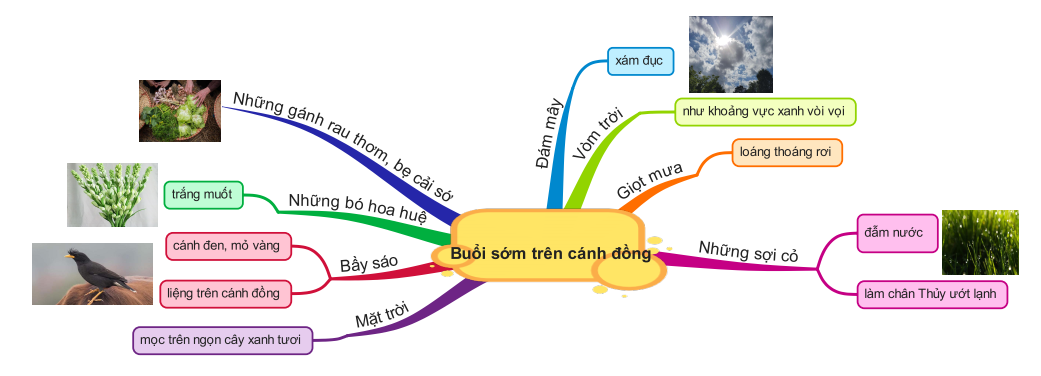 Buổi sớm trên cánh đồng
Đám mây
xám đục
Vòm trời
như khoảng vực xanh vòi vọi
Giọt mưa
loáng thoáng rơi
Những sợi cỏ
đẫm nước
làm chân Thủy ướt lạnh
Những gánh rau thơm, bẹ cải sớ
Những bó hoa huệ
trắng muốt
Bầy sáo
cánh đen, mỏ vàng
liệng trên cánh đồng
Mặt trời
mọc trên ngọn cây xanh tươi